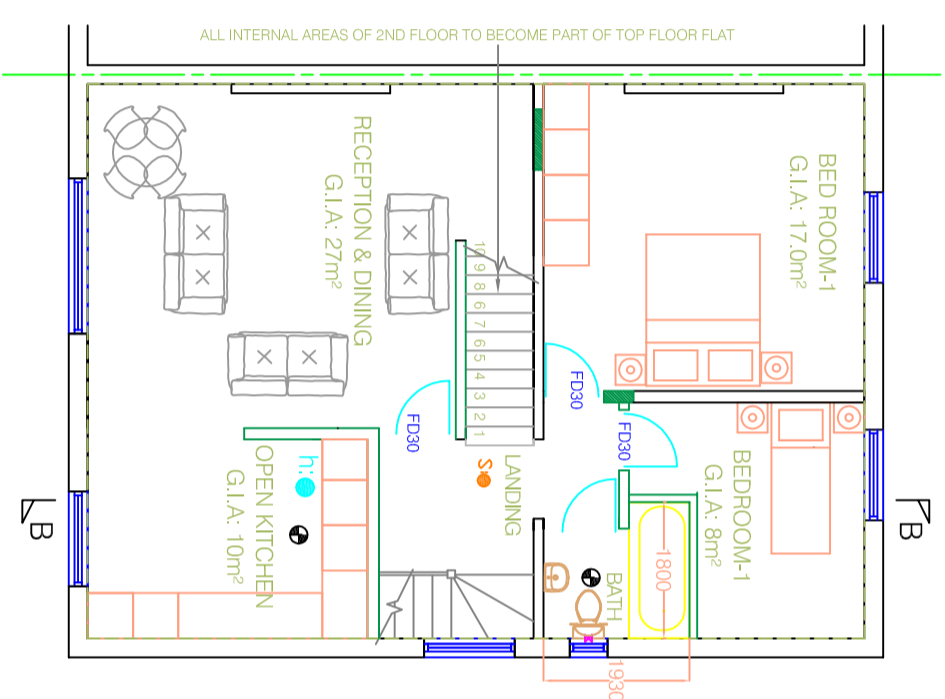 ALL INTERNAL AREAS OF 2ND FLOOR TO BECOME PART OF TOP FLOOR FLAT
RECEPTION & DINING
G.I.A: 27m²
BED ROOM-1
G.I.A: 17.0m²
10
9
8
6
7
6
5
4
3
2
1
FD30
FD30
FD30
LANDING
S
OPEN KITCHEN
G.I.A: 10m²
h:
BEDROOM-1
G.I.A: 8m²
BATH
1800
1930
B
B